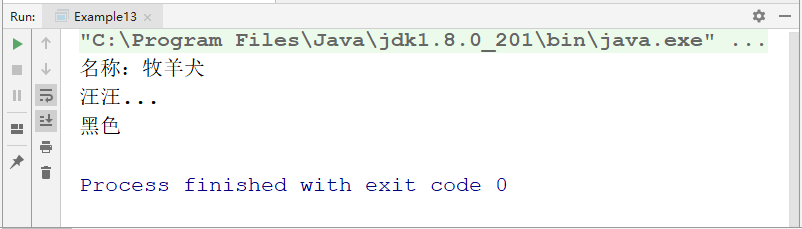 Run: Example13
"C:\Program Files\Java\jdk1.8.0_201\bin\java.exe" ...
名称：牧羊犬
汪汪...
黑色
Process finished with exit code 0